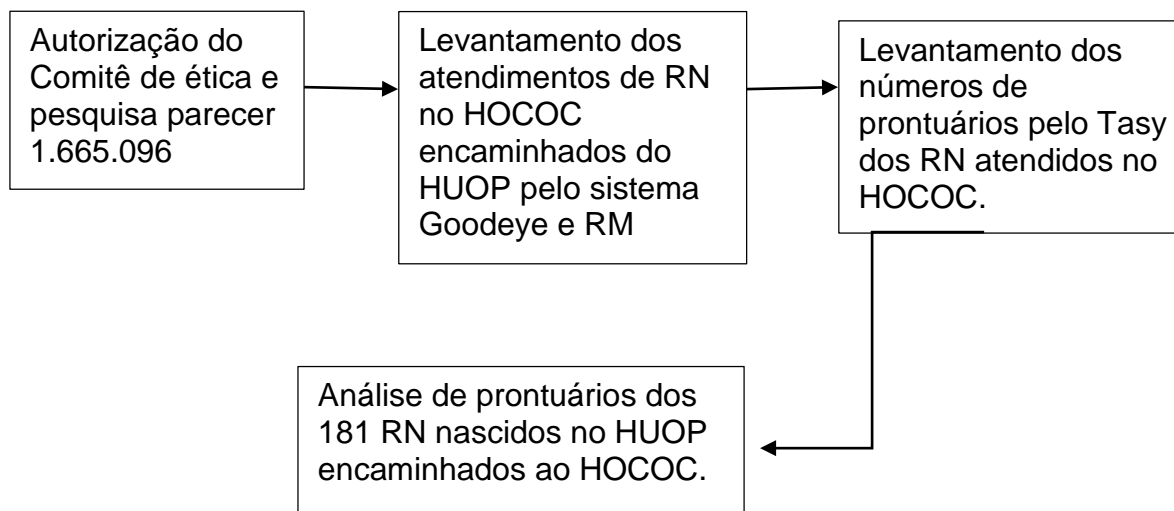 Autorização do
Comitê de ética e
pesquisa parecer
1.665.096
Levantamento dos
atendimentos de RN
no HOCOC
encaminhados do
HUOP pelo sistema
Goodeye e RM
Levantamento dos
números de
prontuários pelo Tasy
dos RN atendidos no
HOCOC.
Análise de prontuários dos
181 RN nascidos no HUOP
encaminhados ao HOCOC.